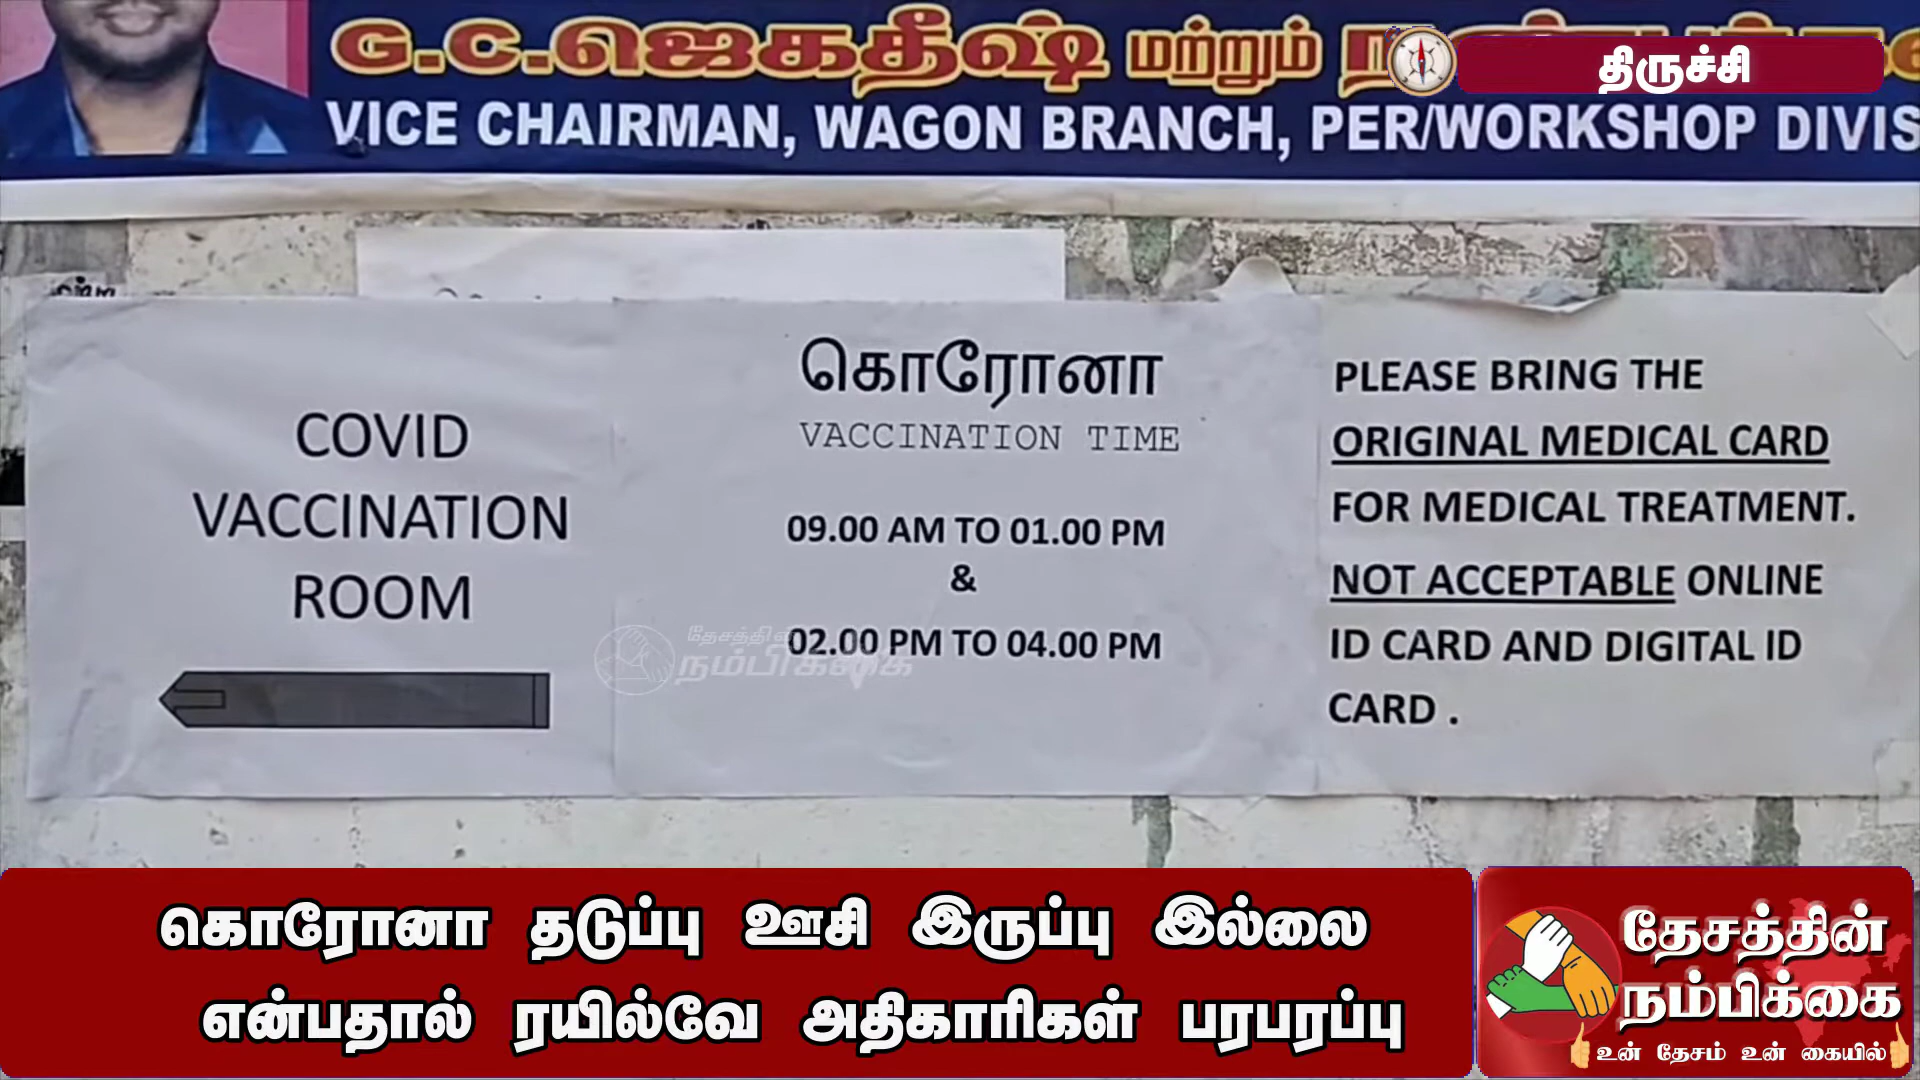 G.C.ஜெகதீஷ் மற்றும்
திருச்சி
VICE CHAIRMAN, WAGON BRANCH, PER/WORKSHOP
COVID
VACCINATION
ROOM
கொரோனா
VACCINATION TIME
09.00 AM TO 01.00 PM
&
02.00 PM TO 04.00 PM
தேசத்தின்
நம்பிக்கை
PLEASE BRING THE
ORIGINAL MEDICAL CARD
FOR MEDICAL TREATMENT.
NOT ACCEPTABLE ONLINE
ID CARD AND DIGITAL ID
CARD .
கொரோனா தடுப்பு ஊசி இருப்பு இல்லை
என்பதால் ரயில்வே அதிகாரிகள் பரபரப்பு
தேசத்தின்
நம்பிக்கை
உன் தேசம் உன் கையில்